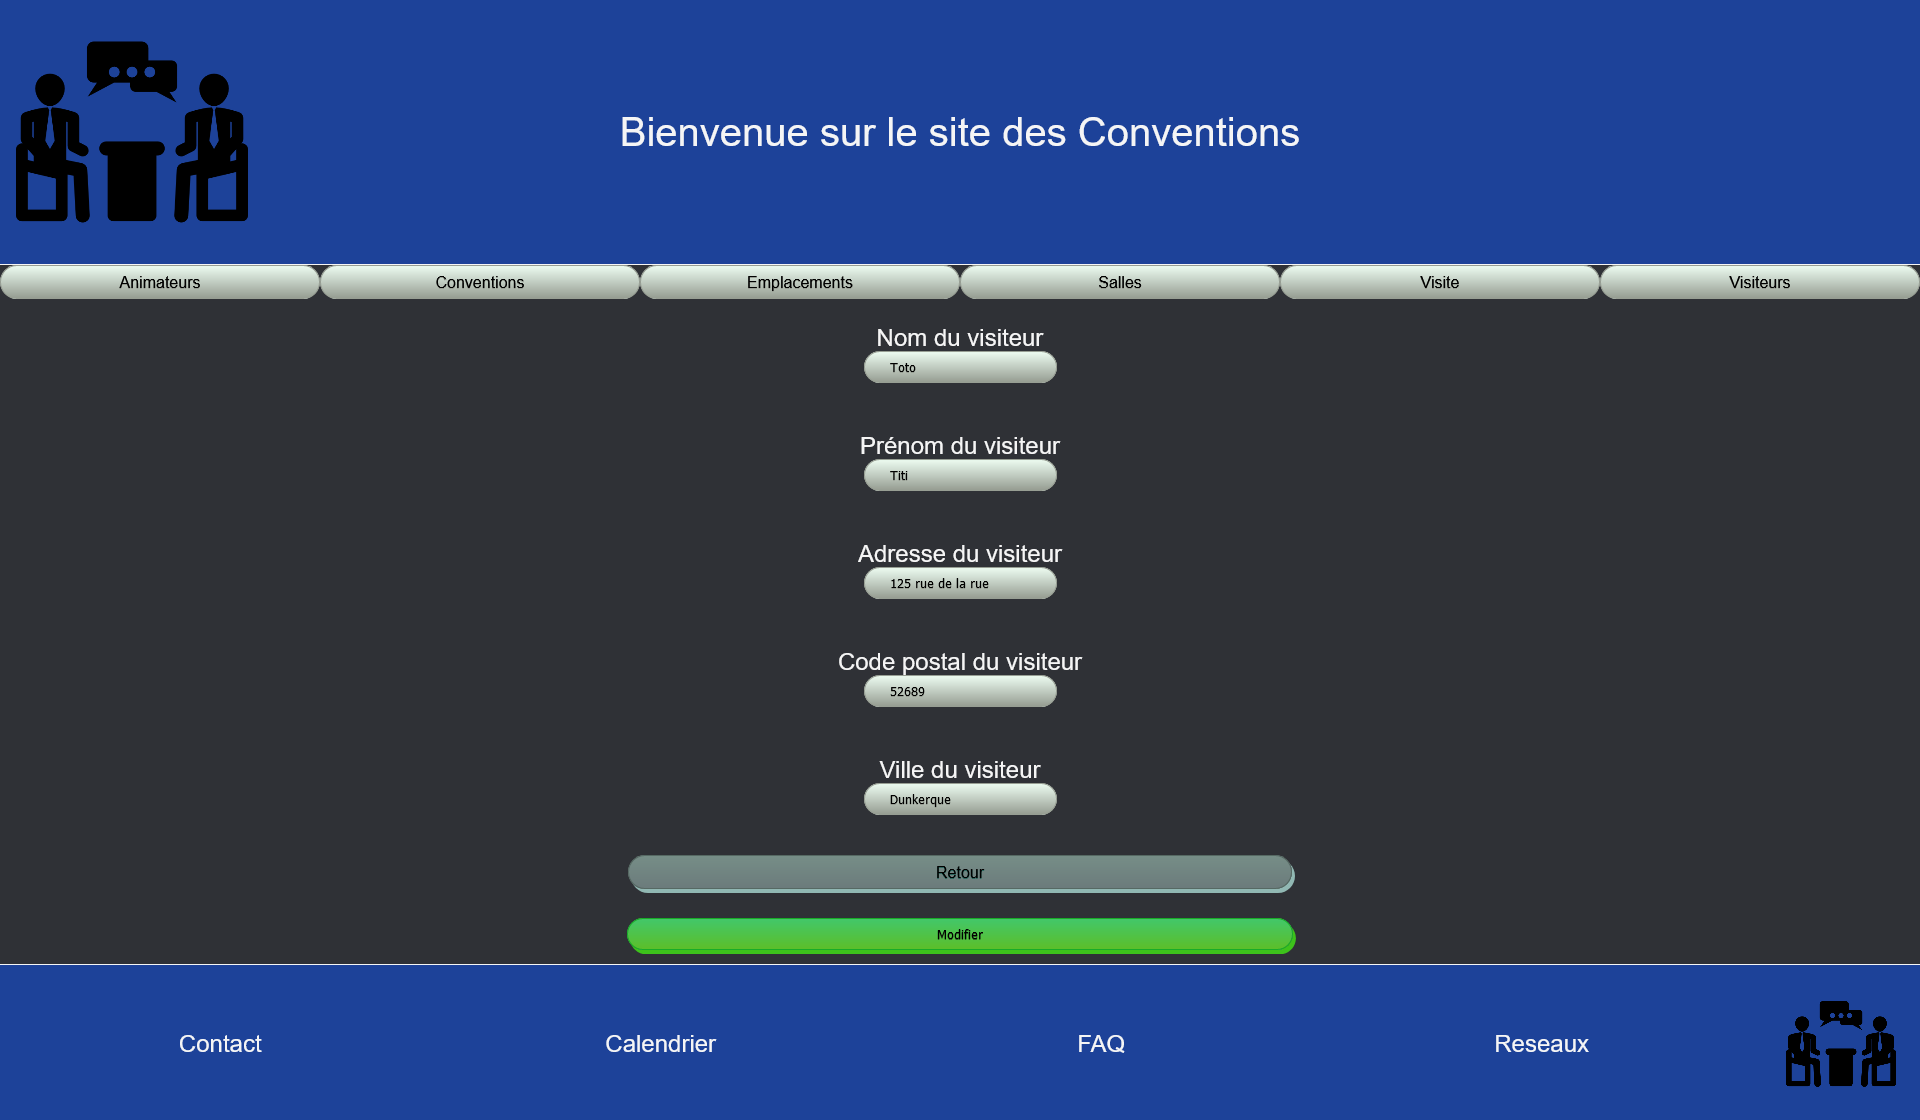 Bienvenue sur le site des Conventions
Animateurs
Conventions
Emplacements
Salles
Visite
Visiteurs
Nom du visiteur
Toto
Prénom du visiteur
Titi
Adresse du visiteur
125 rue de la rue
Code postal du visiteur
52689
Ville du visiteur
Dunkerque
Retour
Modifier
Contact
Calendrier
FAQ
Reseaux